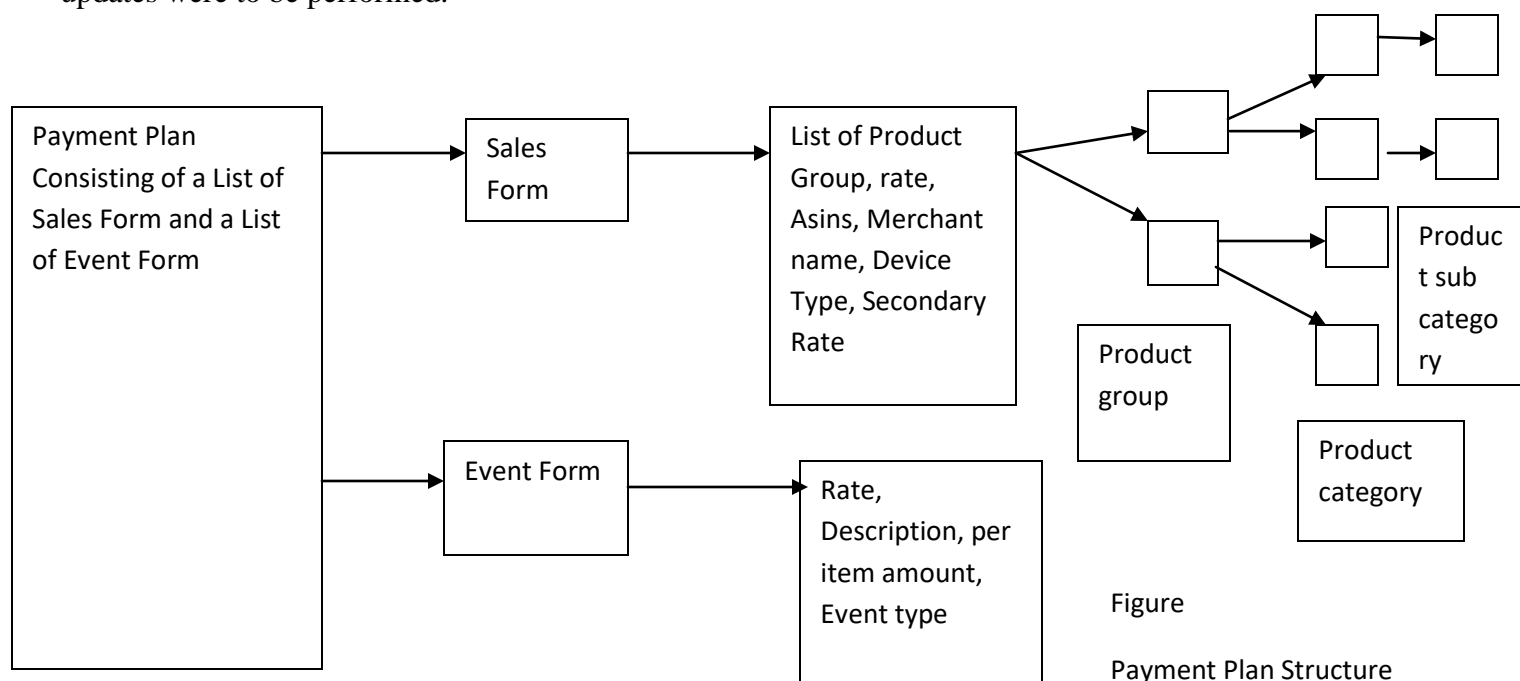 updates were to be performed.
Payment Plan
Consisting of a List of
Sales Form and a List
of Event Form
Sales
Form
List of Product
Group, rate,
Asins, Merchant
name, Device
Type, Secondary
Rate
Produc
t sub
catego
ry
Product
group
Product
category
Event Form
Rate,
Description, per
item amount,
Event type
Figure
Payment Plan Structure